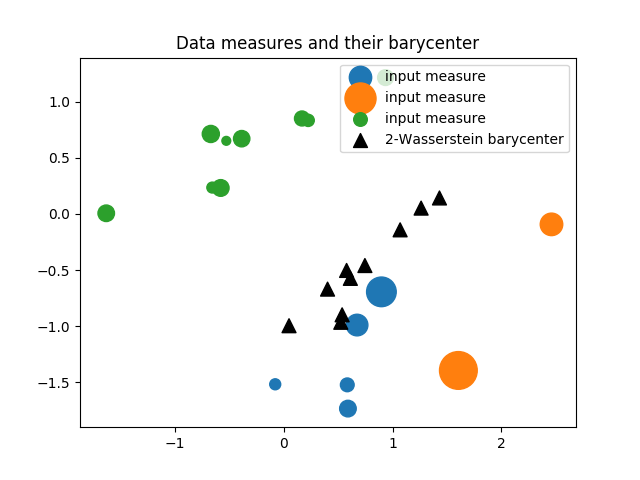 Data measures and their barycenter
input measure
input measure
input measure
2-Wasserstein barycenter
1.0
0.5
0.0
−0.5
−1.0
−1.5
−1 0 1 2